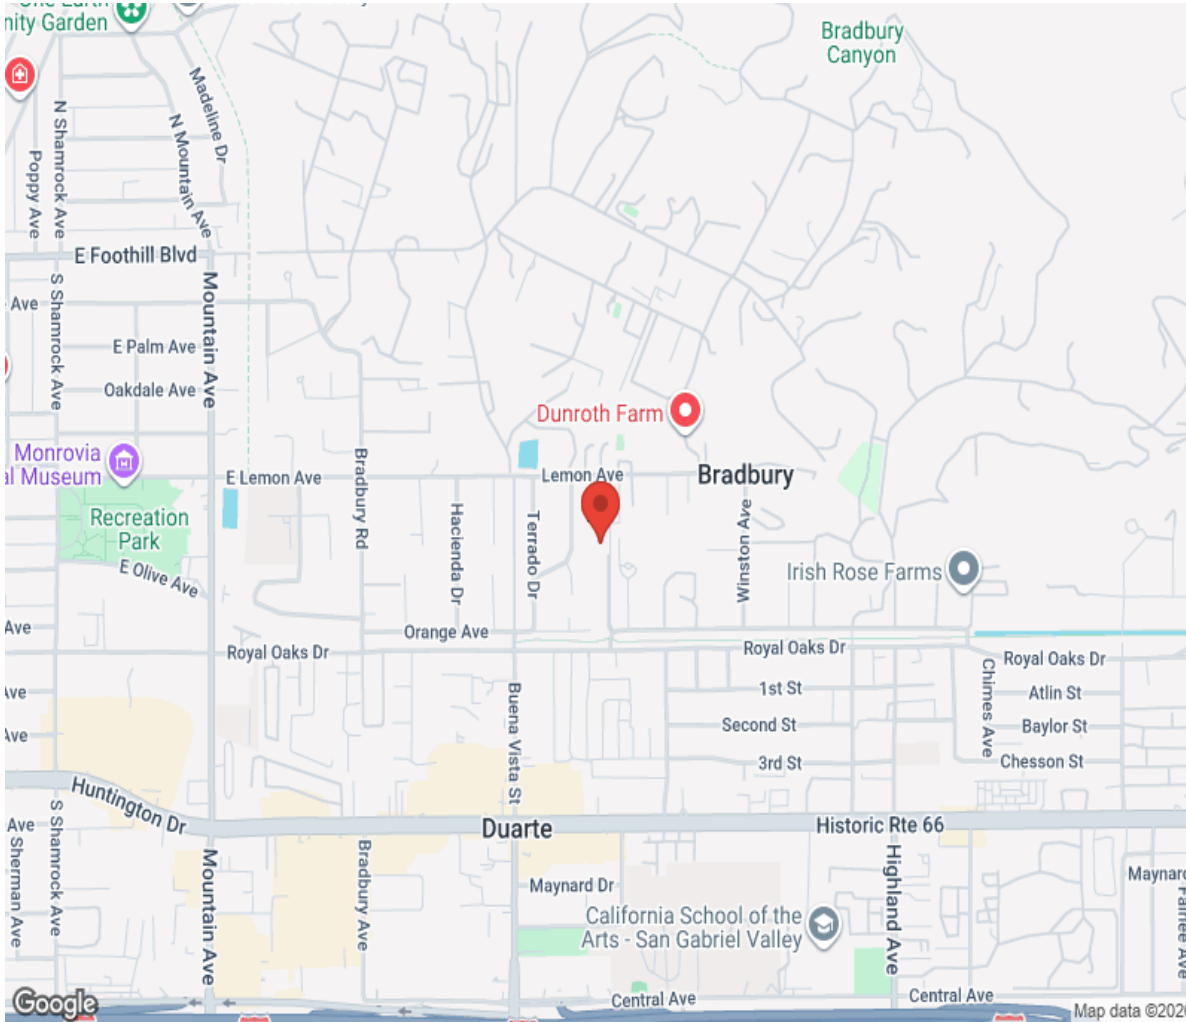 nity Garden
Bradbury
Canyon
Madeline Dr
N Mountain Ave
N Shamrock Ave
Poppy Ave
E Foothill Blvd
Ave
S Shamrock Ave
Mountain Ave
E Palm Ave
Oakdale Ave
Dunroth Farm
Monrovia
al Museum
E Lemon Ave
Lemon Ave
Bradbury
Bradbury Rd
Hacienda Dr
Terrado Dr
Winston Ave
Recreation
Park
E Olive Ave
Irish Rose Farms
Ave
Orange Ave
Royal Oaks Dr
Royal Oaks Dr
Royal Oaks Dr
1st St
Atlin St
Chimes Ave
Ave
Buena Vista St
Second St
Baylor St
Ave
3rd St
Chesson St
Huntington Dr
Duarte
Historic Rte 66
Ave
S Shamrock Ave
Sherman Ave
Mountain Ave
Bradbury Ave
Highland Ave
Maynard Dr
Maynard
California School of the
Arts - San Gabriel Valley
Central Ave
Central Ave
Google
Map data ©202